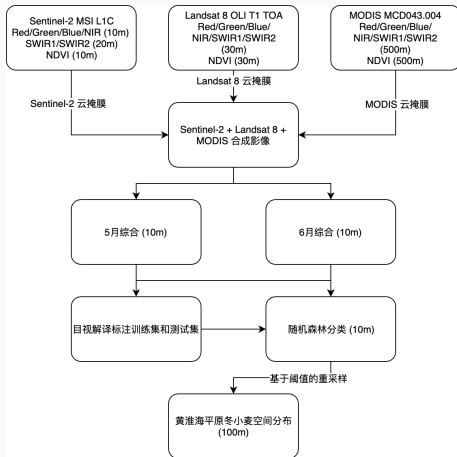 Sentinel-2 MSI L1C
Red/Green/Blue/NIR (10m)
SWIR1/SWIR2 (20m)
NDVI (10m)
Landsat 8 OLI T1 TOA
Red/Green/Blue/
NIR/SWIR1/SWIR2
(30m)
NDVI (30m)
MODIS MCD043.004
Red/Green/Blue/
NIR/SWIR1/SWIR2
(500m)
NDVI (500m)
Sentinel-2 云掩膜
Landsat 8 云掩膜
MODIS 云掩膜
Sentinel-2 + Landsat 8 +
MODIS 合成影像
5月综合 (10m)
6月综合 (10m)
目视解译标注训练集和测试集
随机森林分类 (10m)
基于阈值的重采样
黄淮海平原冬小麦空间分布
(100m)